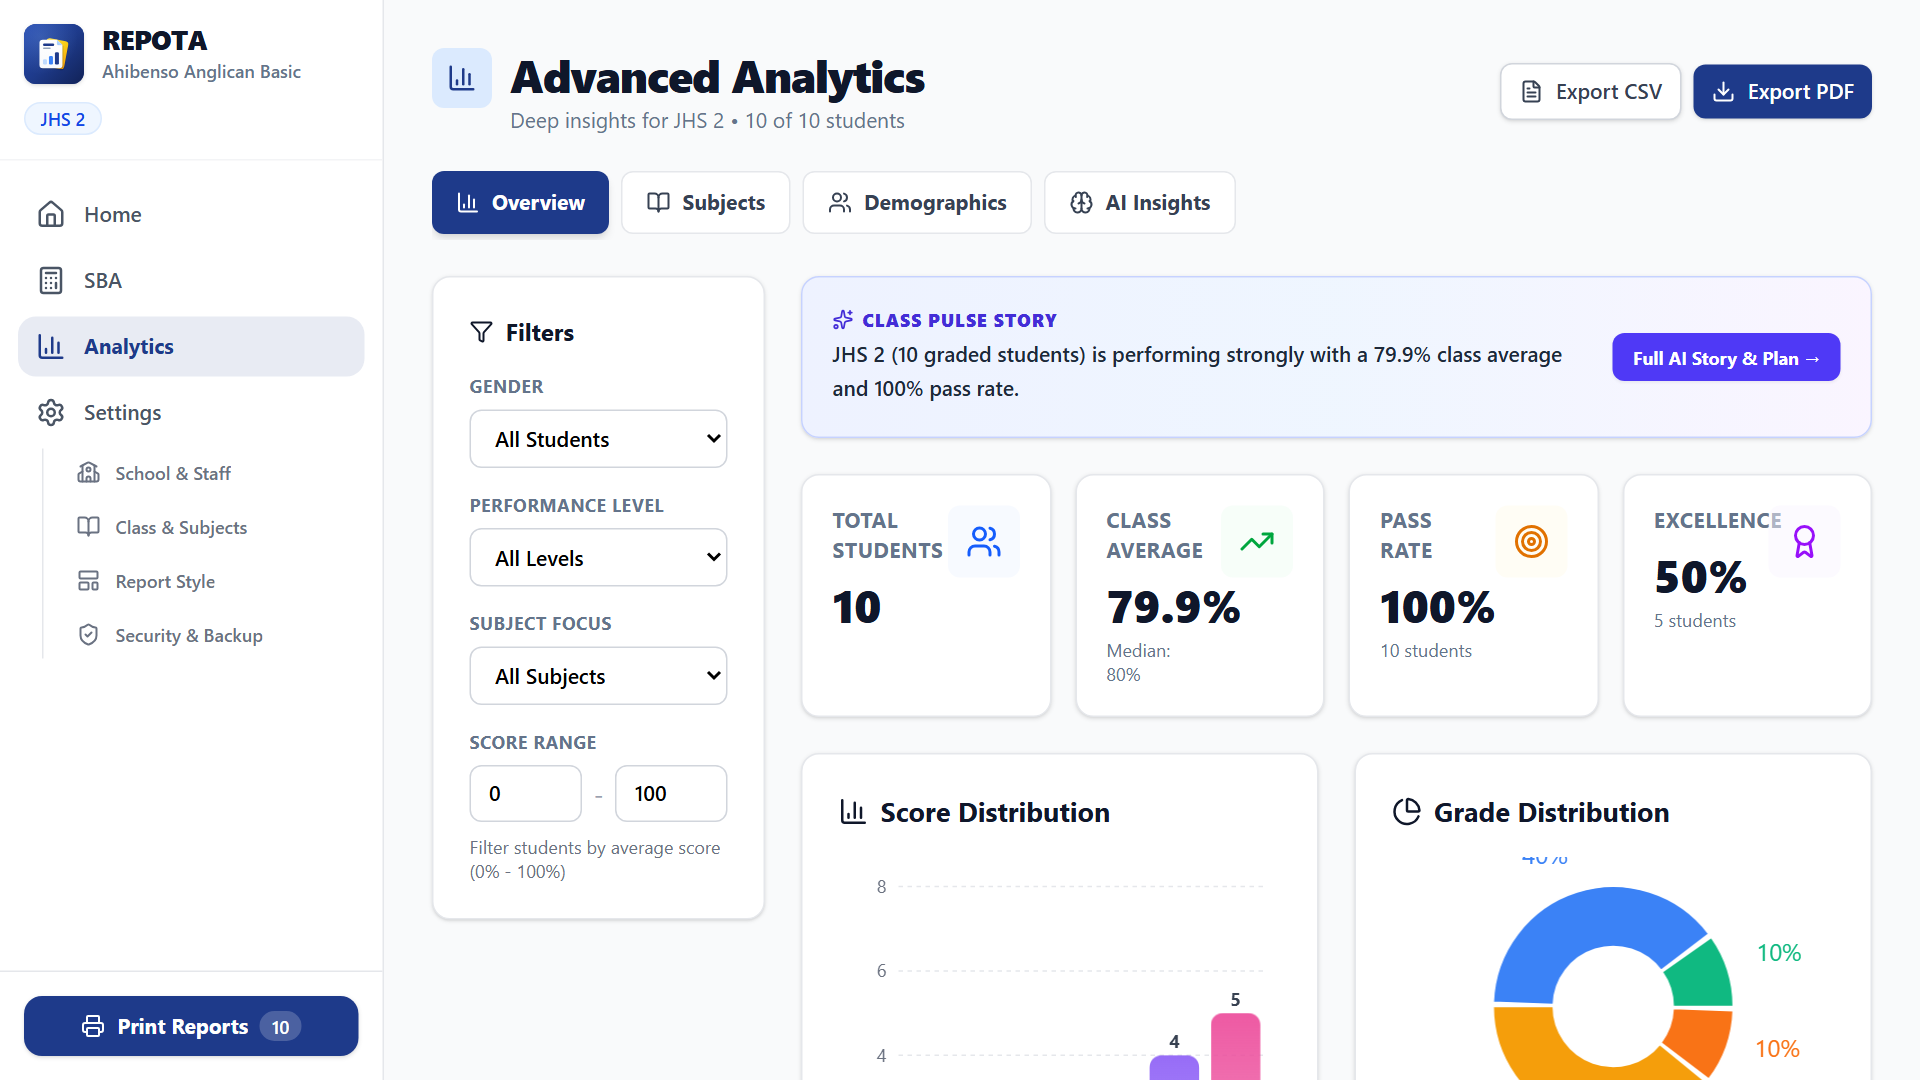 REPOTA
Ahibenso Anglican Basic
JHS 2
Home
SBA
Analytics
Settings
School & Staff
Class & Subjects
Report Style
Security & Backup
Print Reports 10
Advanced Analytics
Deep insights for JHS 2 • 10 of 10 students
Export CSV
Export PDF
Overview
Subjects
Demographics
AI Insights
Filters
GENDER
All Students
PERFORMANCE LEVEL
All Levels
SUBJECT FOCUS
All Subjects
SCORE RANGE
0 - 100
Filter students by average score
(0% - 100%)
CLASS PULSE STORY
JHS 2 (10 graded students) is performing strongly with a 79.9% class average
and 100% pass rate.
Full AI Story & Plan →
TOTAL
STUDENTS
10
CLASS
AVERAGE
79.9%
Median:
80%
PASS
RATE
100%
10 students
EXCELLENCE
50%
5 students
Score Distribution
8
6
5
4
4
Grade Distribution
40%
10%
10%